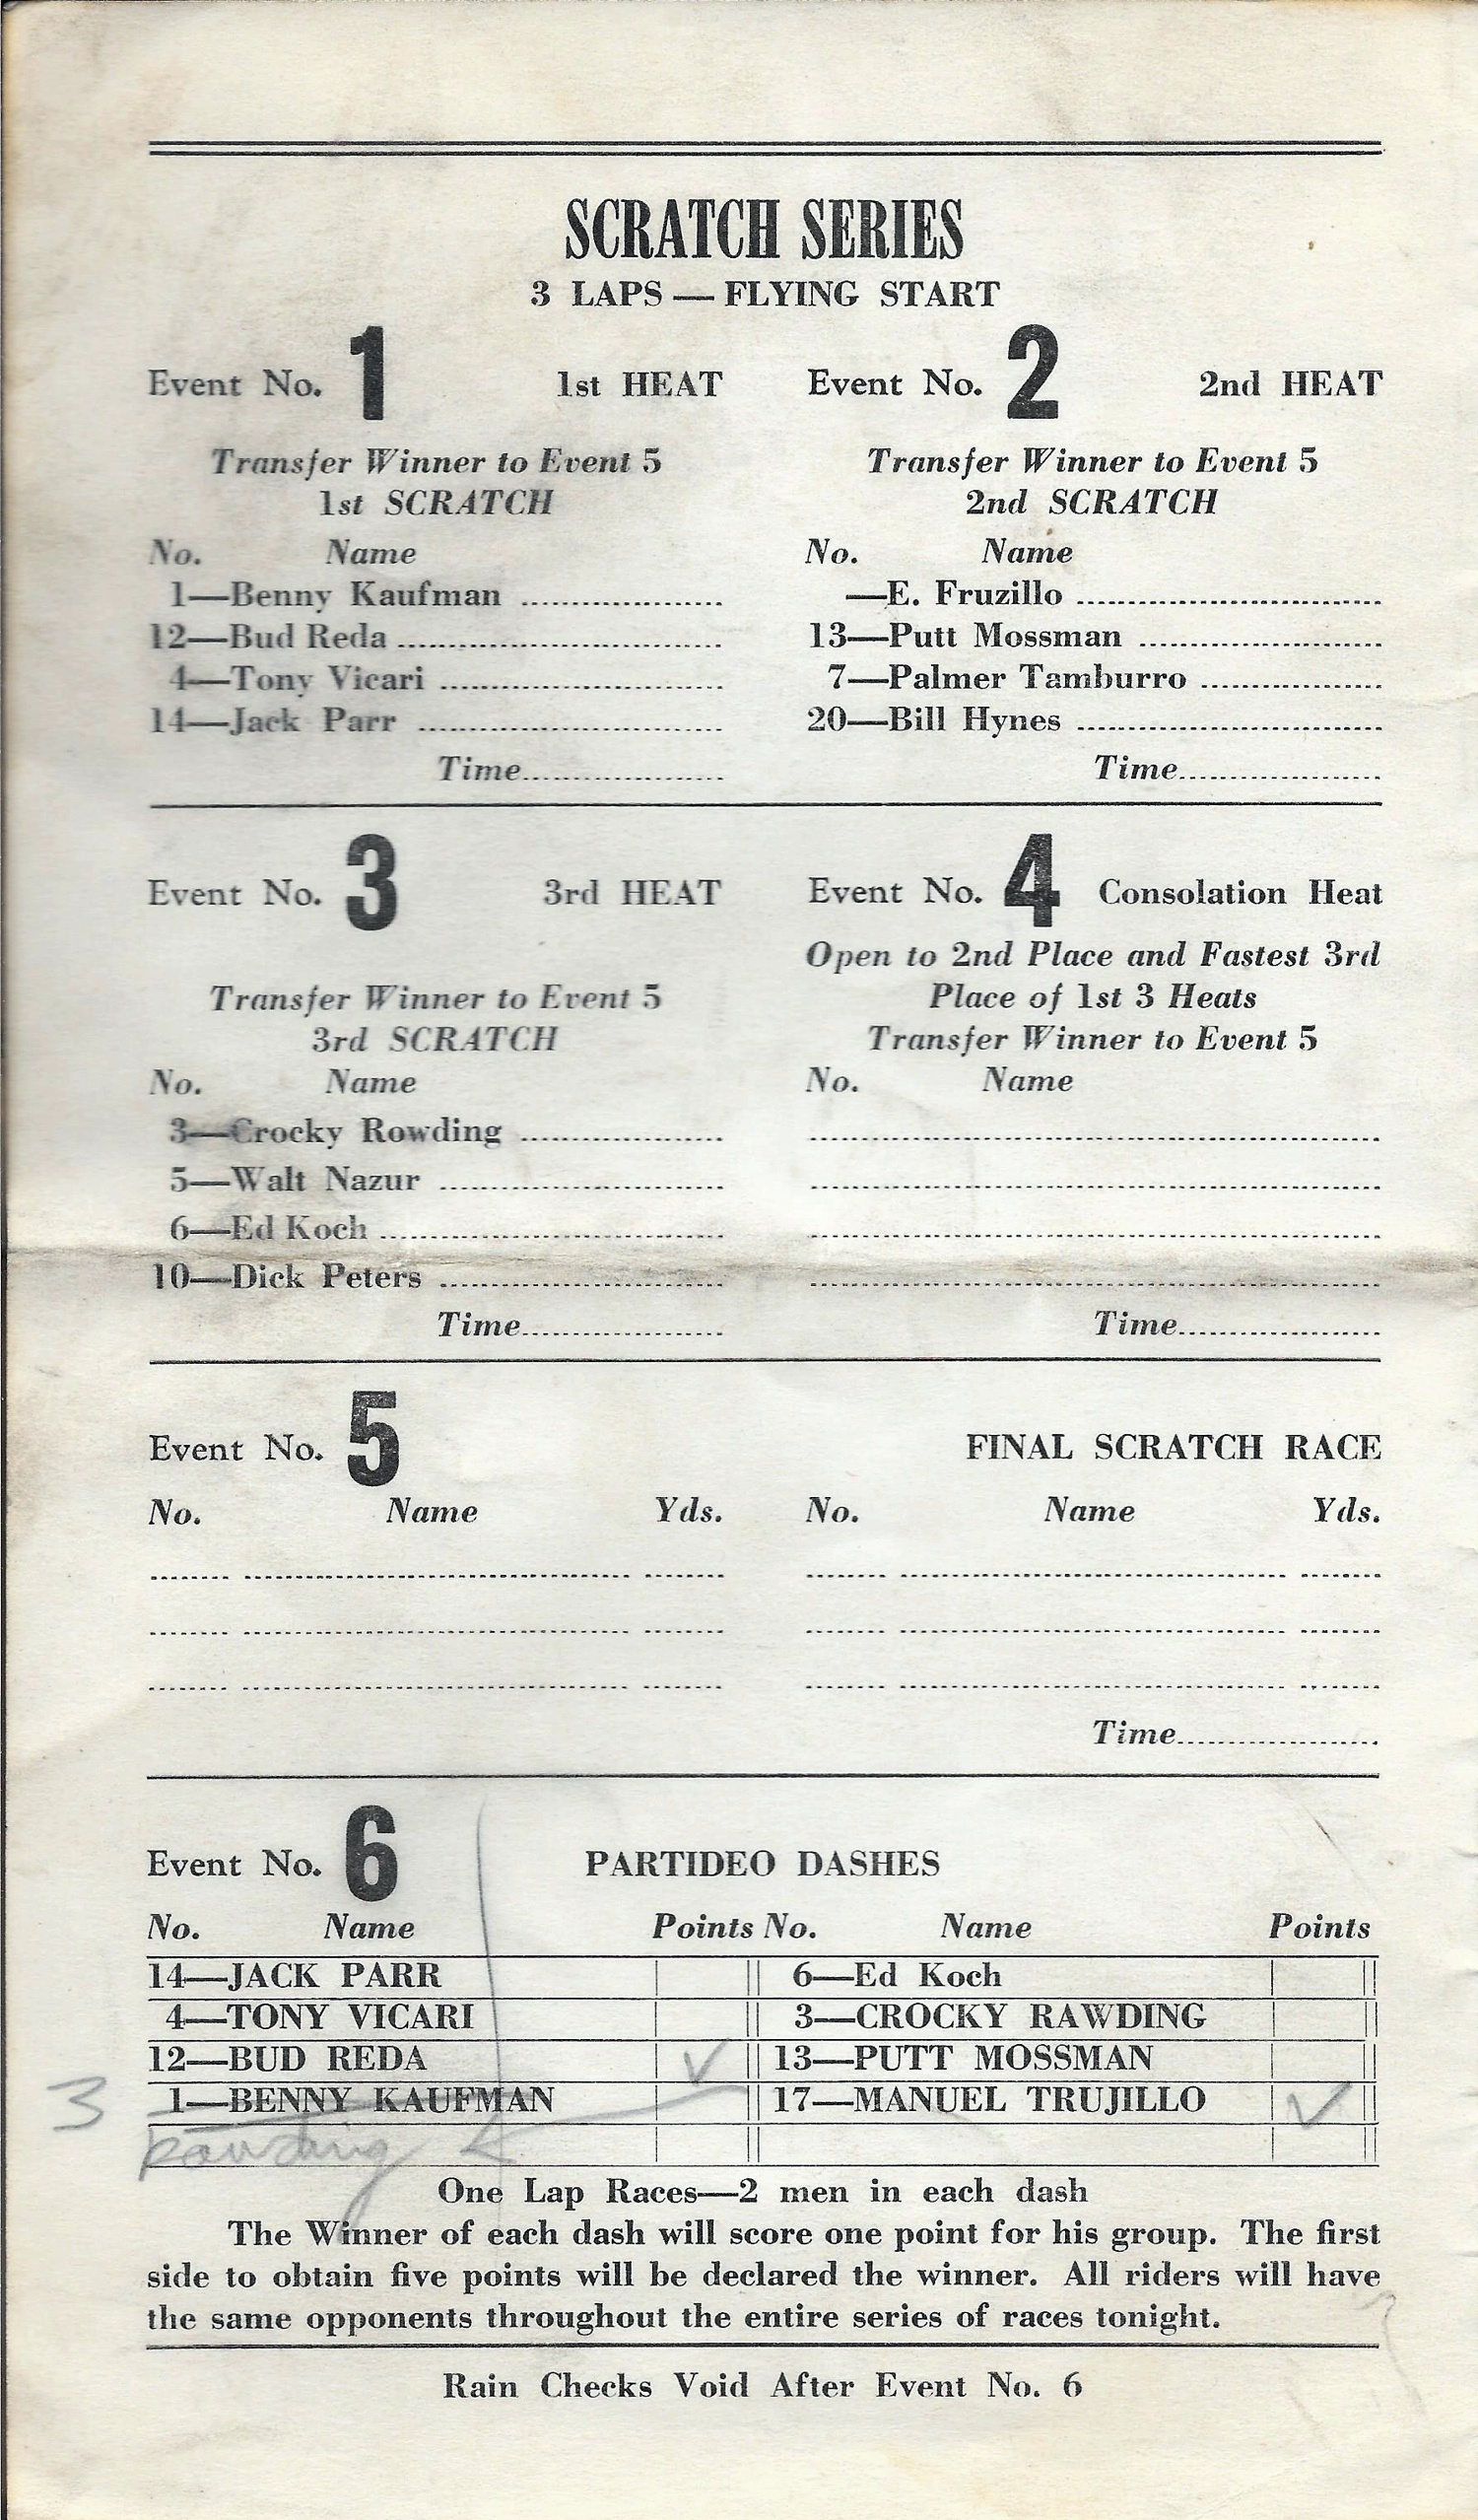 SCRATCH SERIES
3 LAPS — FLYING START
Event No. 1 1st HEAT
Transfer Winner to Event 5
1st SCRATCH
No. Name
1—Benny Kaufman ....................
12—Bud Reda ....................
4—Tony Vicari ....................
14—Jack Parr ....................
Time....................
Event No. 2 2nd HEAT
Transfer Winner to Event 5
2nd SCRATCH
No. Name
—E. Fruzillo ....................
13—Putt Mossman ....................
7—Palmer Tamburro ....................
20—Bill Hynes ....................
Time....................
Event No. 3 3rd HEAT
Transfer Winner to Event 5
3rd SCRATCH
No. Name
3—Crocky Rowding ....................
5—Walt Nazur ....................
6—Ed Koch ....................
10—Dick Peters ....................
Time....................
Event No. 4 Consolation Heat
Open to 2nd Place and Fastest 3rd
Place of 1st 3 Heats
Transfer Winner to Event 5
No. Name
Time....................
Event No. 5 FINAL SCRATCH RACE
No. Name Yds. No. Name Yds.
Time....................
Event No. 6 PARTIDEO DASHES
No. Name Points No. Name Points
14—JACK PARR 6—Ed Koch
4—TONY VICARI 3—CROCKY RAWDING
12—BUD REDA ✓ 13—PUTT MOSSMAN
3 1—BENNY KAUFMAN 17—MANUEL TRUJILLO ✓
Rawding
One Lap Races—2 men in each dash
The Winner of each dash will score one point for his group. The first
side to obtain five points will be declared the winner. All riders will have
the same opponents throughout the entire series of races tonight.
Rain Checks Void After Event No. 6